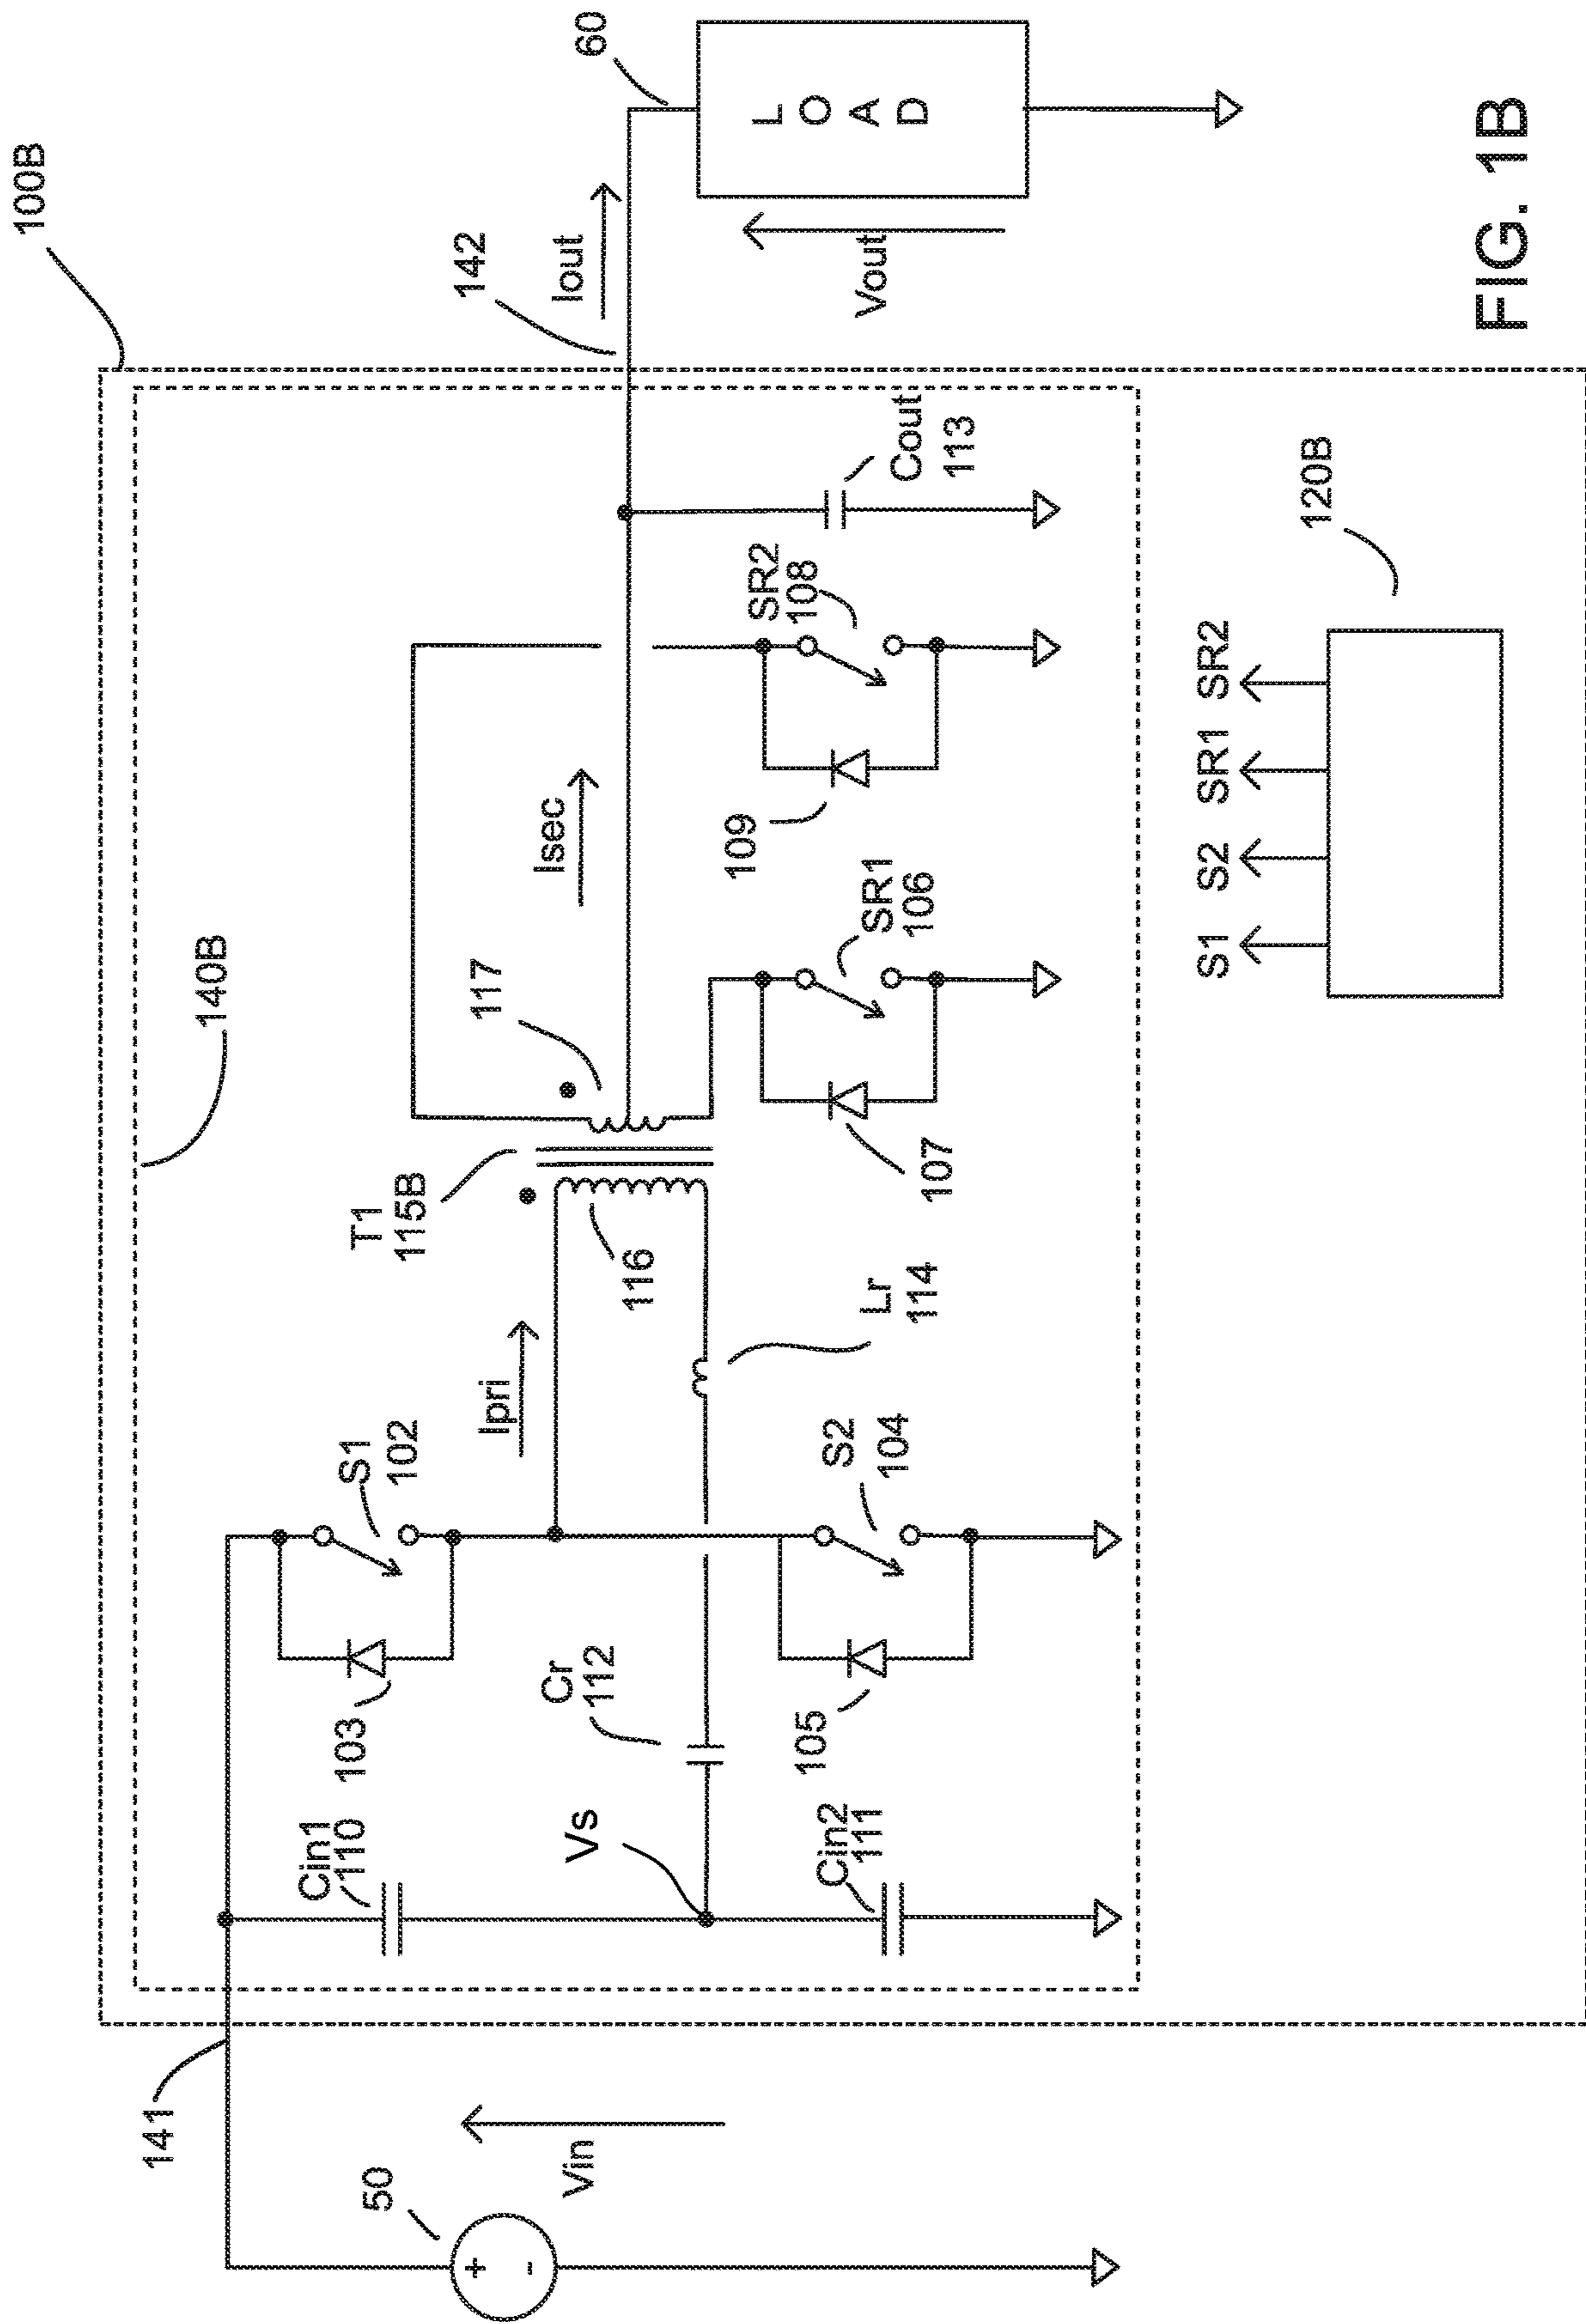 100B
140B
141
50
+
-
Vin
Cin1
110
Vs
Cin2
111
103
S1
102
Cr
112
105
S2
104
Ipri
Lr
114
T1
115B
116
117
107
SR1
106
Isec
109
SR2
108
Cout
113
142
Iout
60
LOAD
Vout
S1 S2 SR1 SR2
120B
FIG. 1B